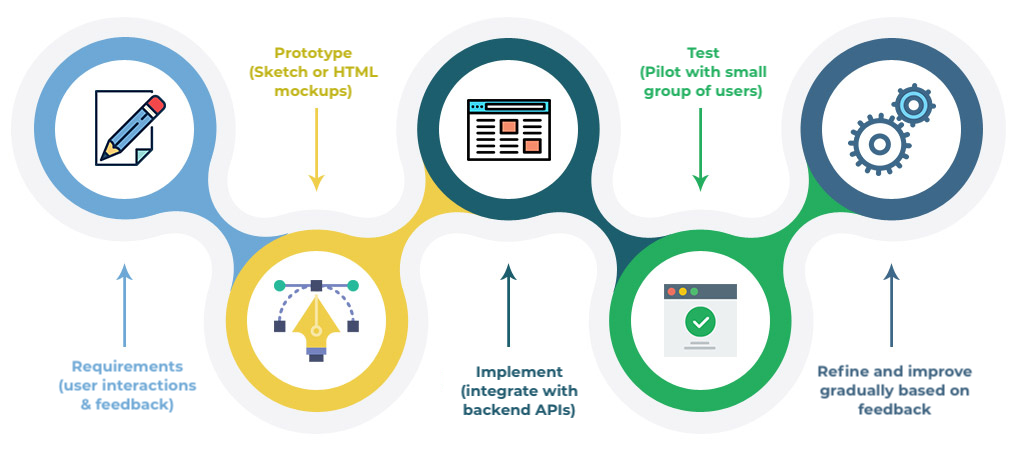 Requirements
(user interactions
& feedback)
Prototype
(Sketch or HTML
mockups)
Implement
(integrate with
backend APIs)
Test
(Pilot with small
group of users)
Refine and improve
gradually based on
feedback